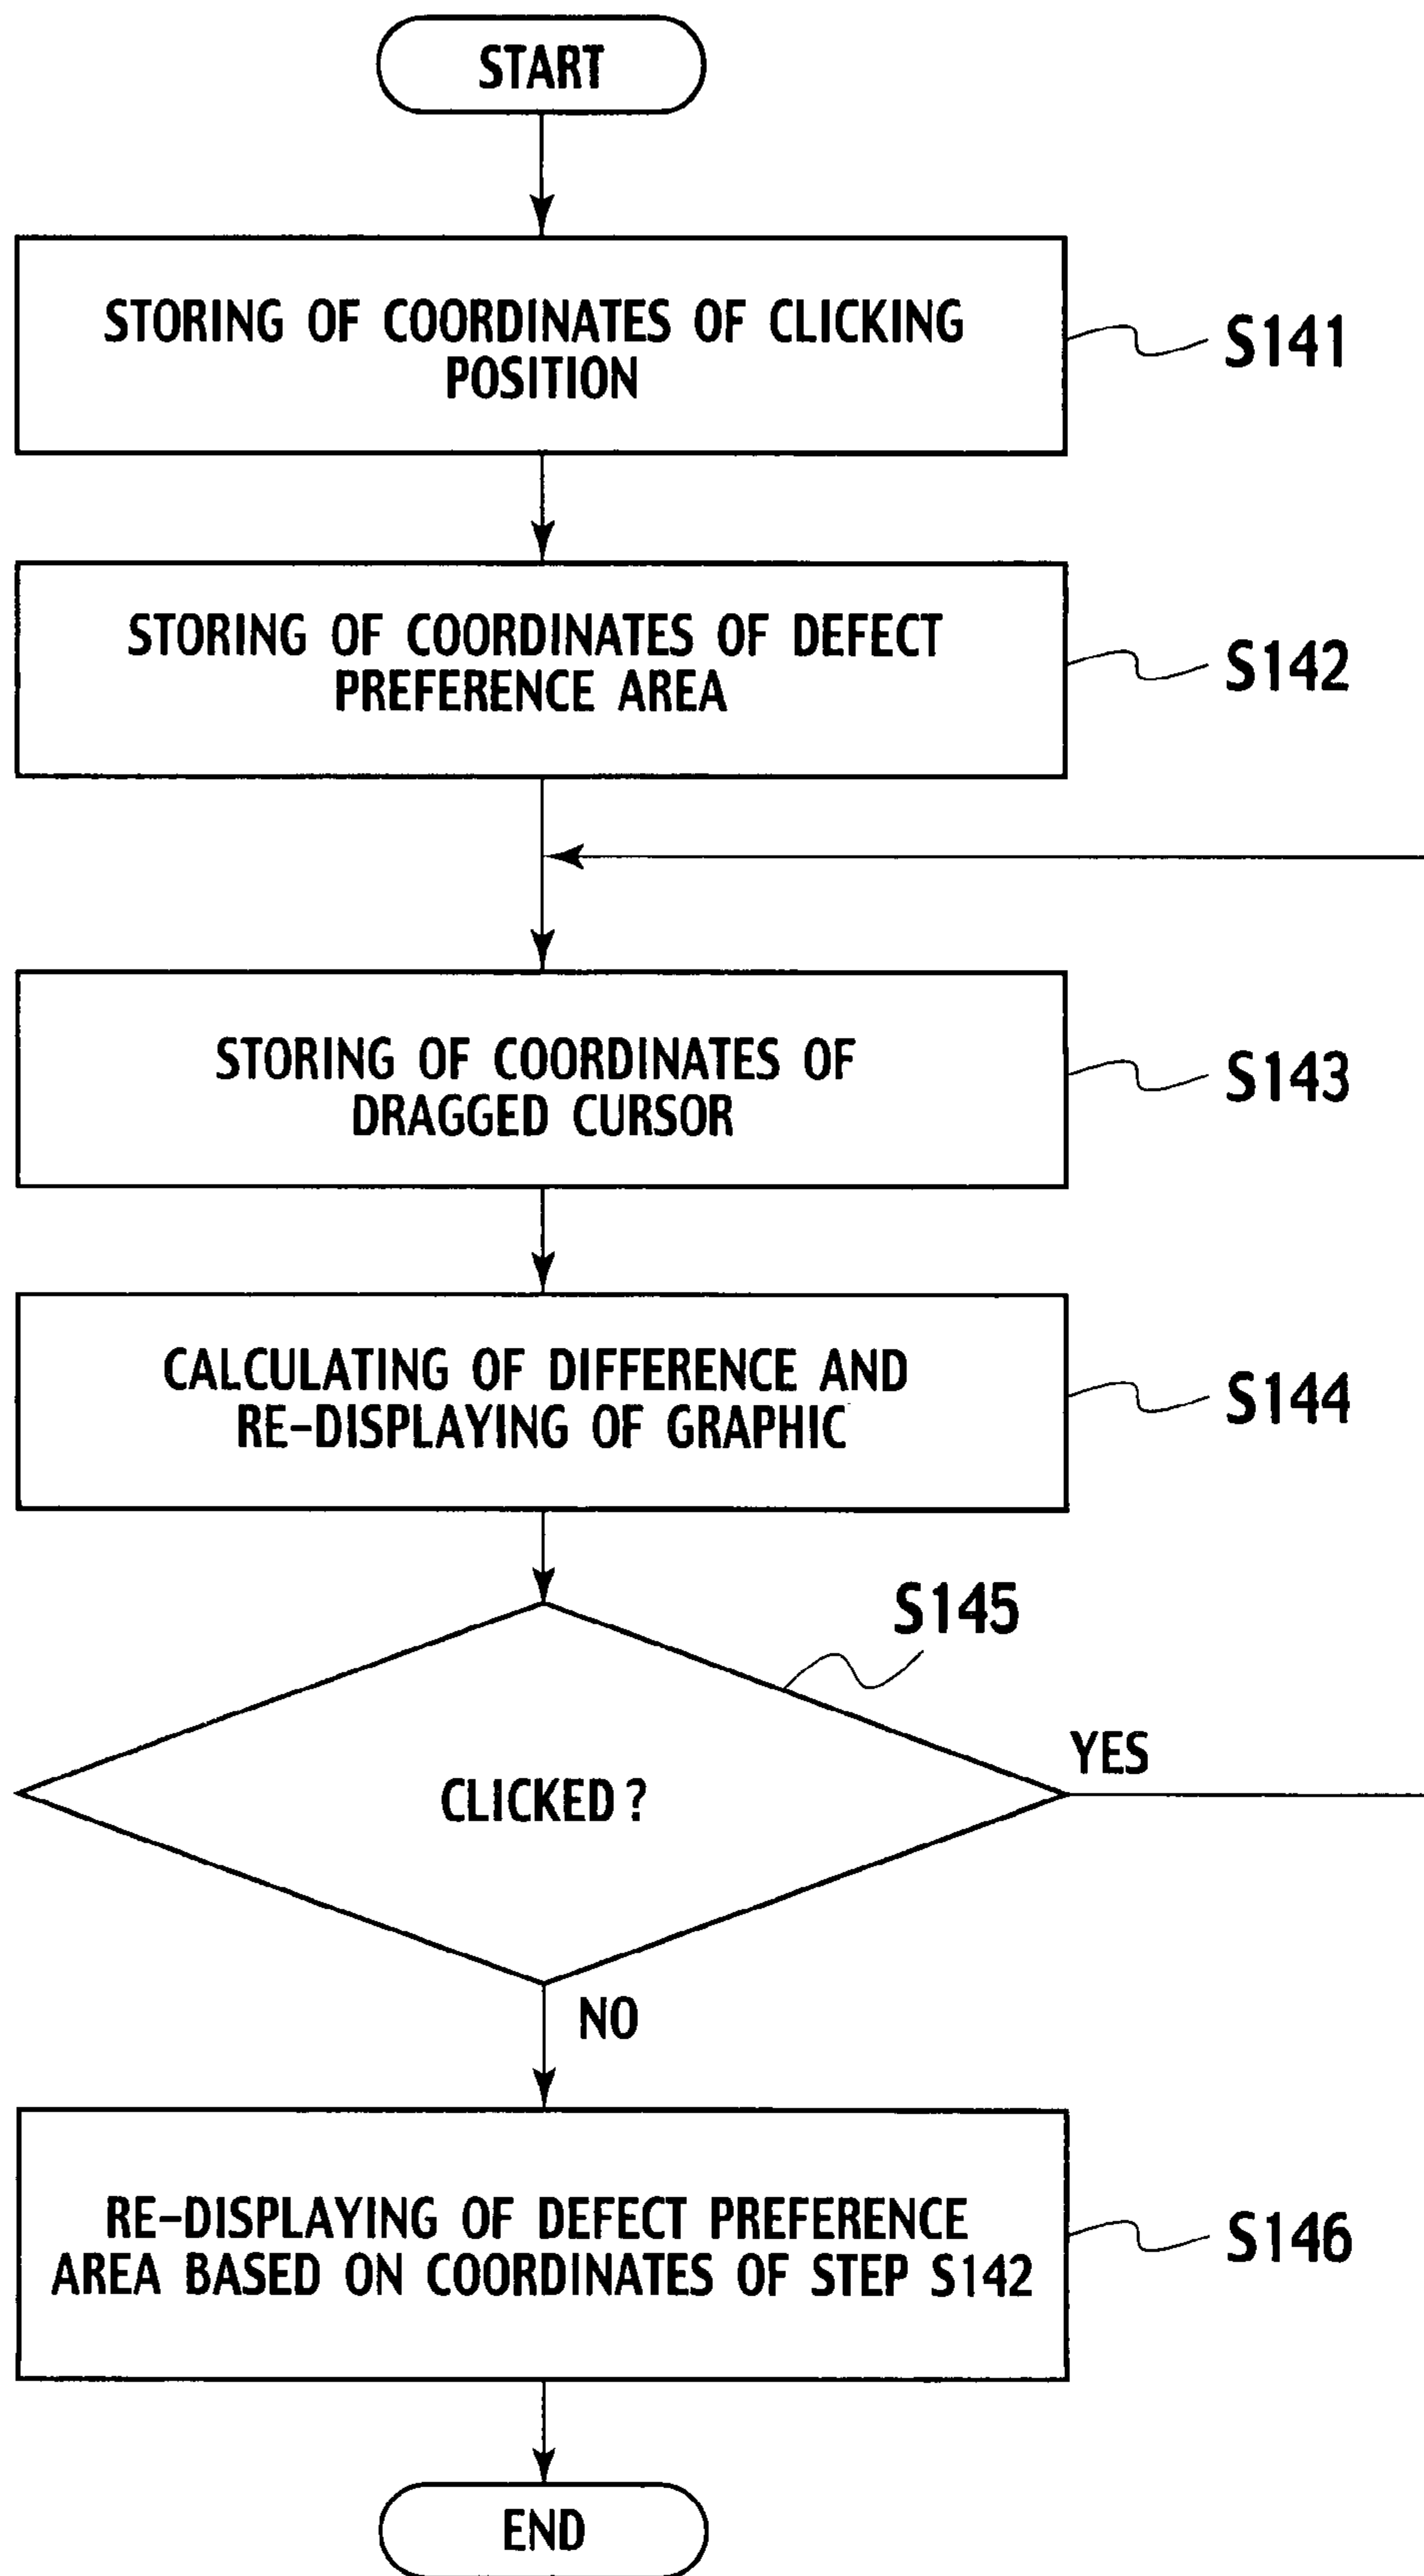 START
STORING OF COORDINATES OF CLICKING
POSITION
S141
STORING OF COORDINATES OF DEFECT
PREFERENCE AREA
S142
STORING OF COORDINATES OF
DRAGGED CURSOR
S143
CALCULATING OF DIFFERENCE AND
RE-DISPLAYING OF GRAPHIC
S144
S145
CLICKED?
YES
NO
RE-DISPLAYING OF DEFECT PREFERENCE
AREA BASED ON COORDINATES OF STEP S142
S146
END